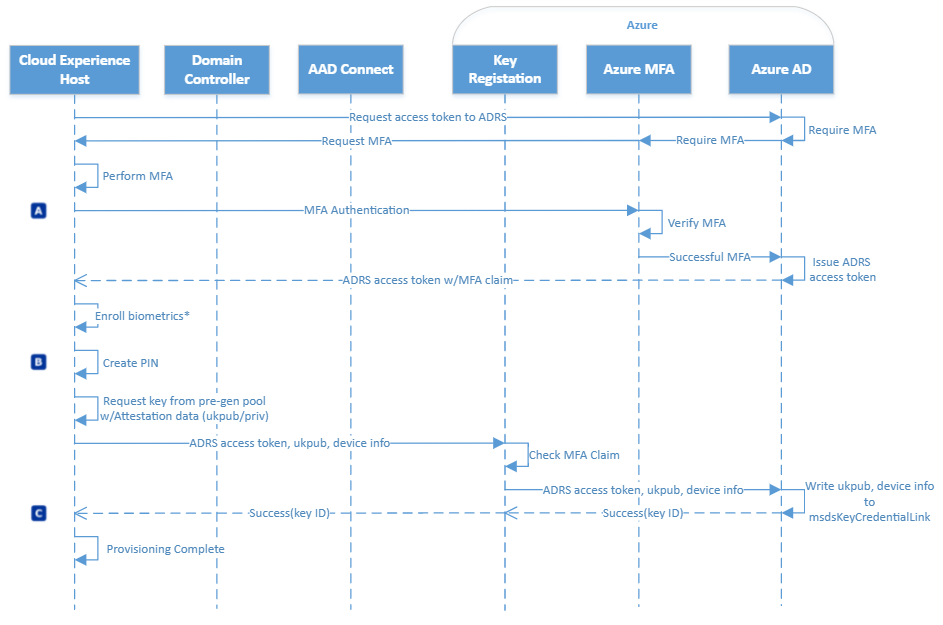 Azure
Cloud Experience
Host
Domain
Controller
AAD Connect
Key
Registation
Azure MFA
Azure AD
Request access token to ADRS
Require MFA
Request MFA
Require MFA
Perform MFA
A
MFA Authentication
Verify MFA
Successful MFA
Issue ADRS
access token
ADRS access token w/MFA claim
Enroll biometrics*
B
Create PIN
Request key from pre-gen pool
w/Attestation data (ukpub/priv)
ADRS access token, ukpub, device info
Check MFA Claim
ADRS access token, ukpub, device info
Write ukpub, device info
to
msdsKeyCredentialLink
C
Success(key ID)
Success(key ID)
Provisioning Complete